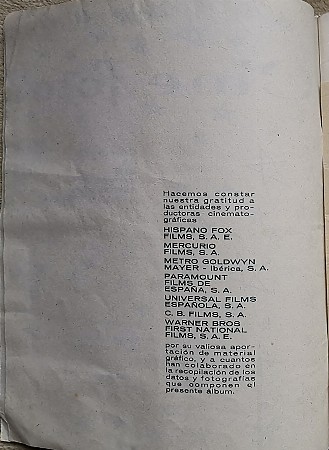 Hacemos constar
nuestra gratitud a
las entidades y pro-
ductoras cinemato-
gráficas
HISPANO FOX
FILMS, S. A. E.
MERCURIO
FILMS, S. A.
METRO GOLDWYN
MAYER - Ibérica, S. A.
PARAMOUNT
FILMS DE
ESPAÑA, S. A.
UNIVERSAL FILMS
ESPAÑOLA, S. A.
C. B. FILMS, S. A.
WARNER BROS
FIRST NATIONAL
FILMS, S. A. E.
por su valiosa apor-
tación de material
gráfico, y a cuantos
han colaborado en
la recopilación de los
datos y fotografías
que componen el
presente álbum.